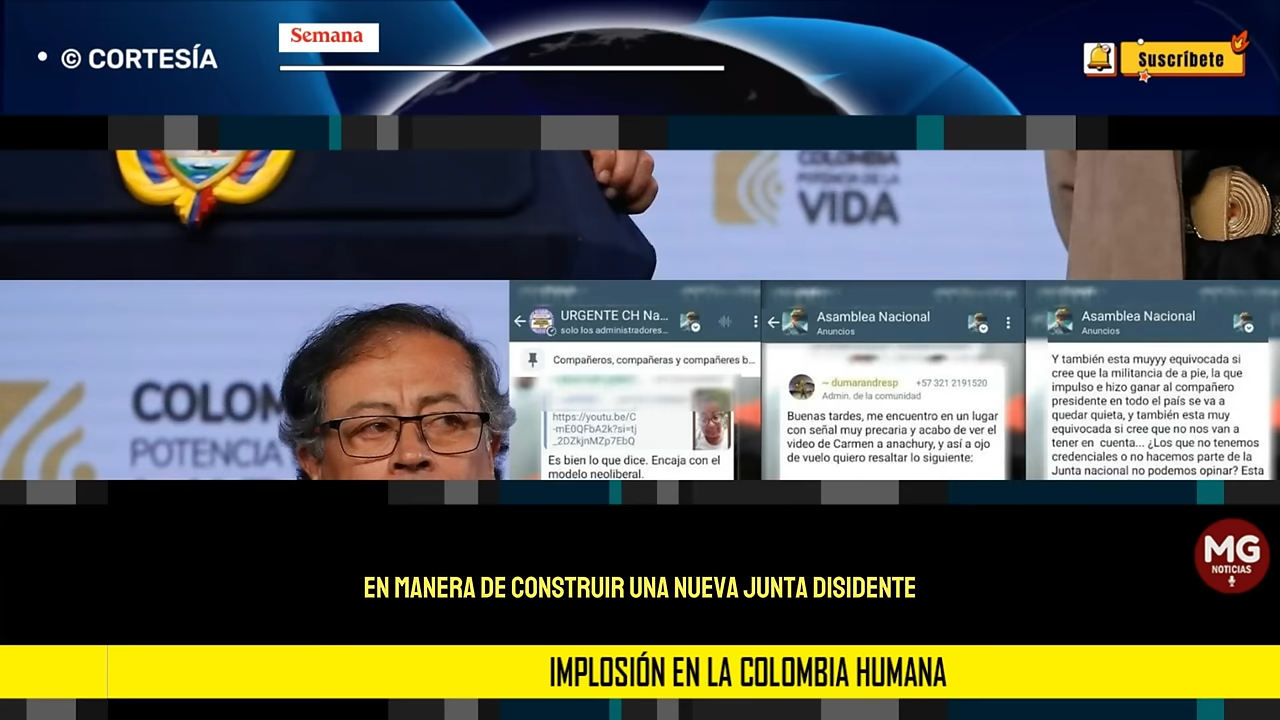 • © CORTESÍA
Semana
Suscríbete
COLOMBIA
POTENCIA DE LA
VIDA
COLOM
POTENCIA
URGENTE CH Na...
solo los administradores...
Compañeros, compañeras y compañeres b...
https://youtu.be/C
-mE0QFbA2k?si=tj
_2DZkjnMZp7EbQ
Es bien lo que dice. Encaja con el
modelo neoliberal.
Asamblea Nacional
Anuncios
~ dumarandresp +57 321 2191520
Admin. de la comunidad
Buenas tardes, me encuentro en un lugar
con señal muy precaria y acabo de ver el
video de Carmen a anachury, y así a ojo
de vuelo quiero resaltar lo siguiente:
Asamblea Nacional
Anuncios
Y también esta muyyy equivocada si
cree que la militancia de a pie, la que
impulso e hizo ganar al compañero
presidente en todo el país se va a
quedar quieta, y también esta muy
equivocada si cree que no nos van a
tener en cuenta... ¿Los que no tenemos
credenciales o no hacemos parte de la
Junta nacional no podemos opinar? Esta
MG
NOTICIAS
EN MANERA DE CONSTRUIR UNA NUEVA JUNTA DISIDENTE
IMPLOSIÓN EN LA COLOMBIA HUMANA